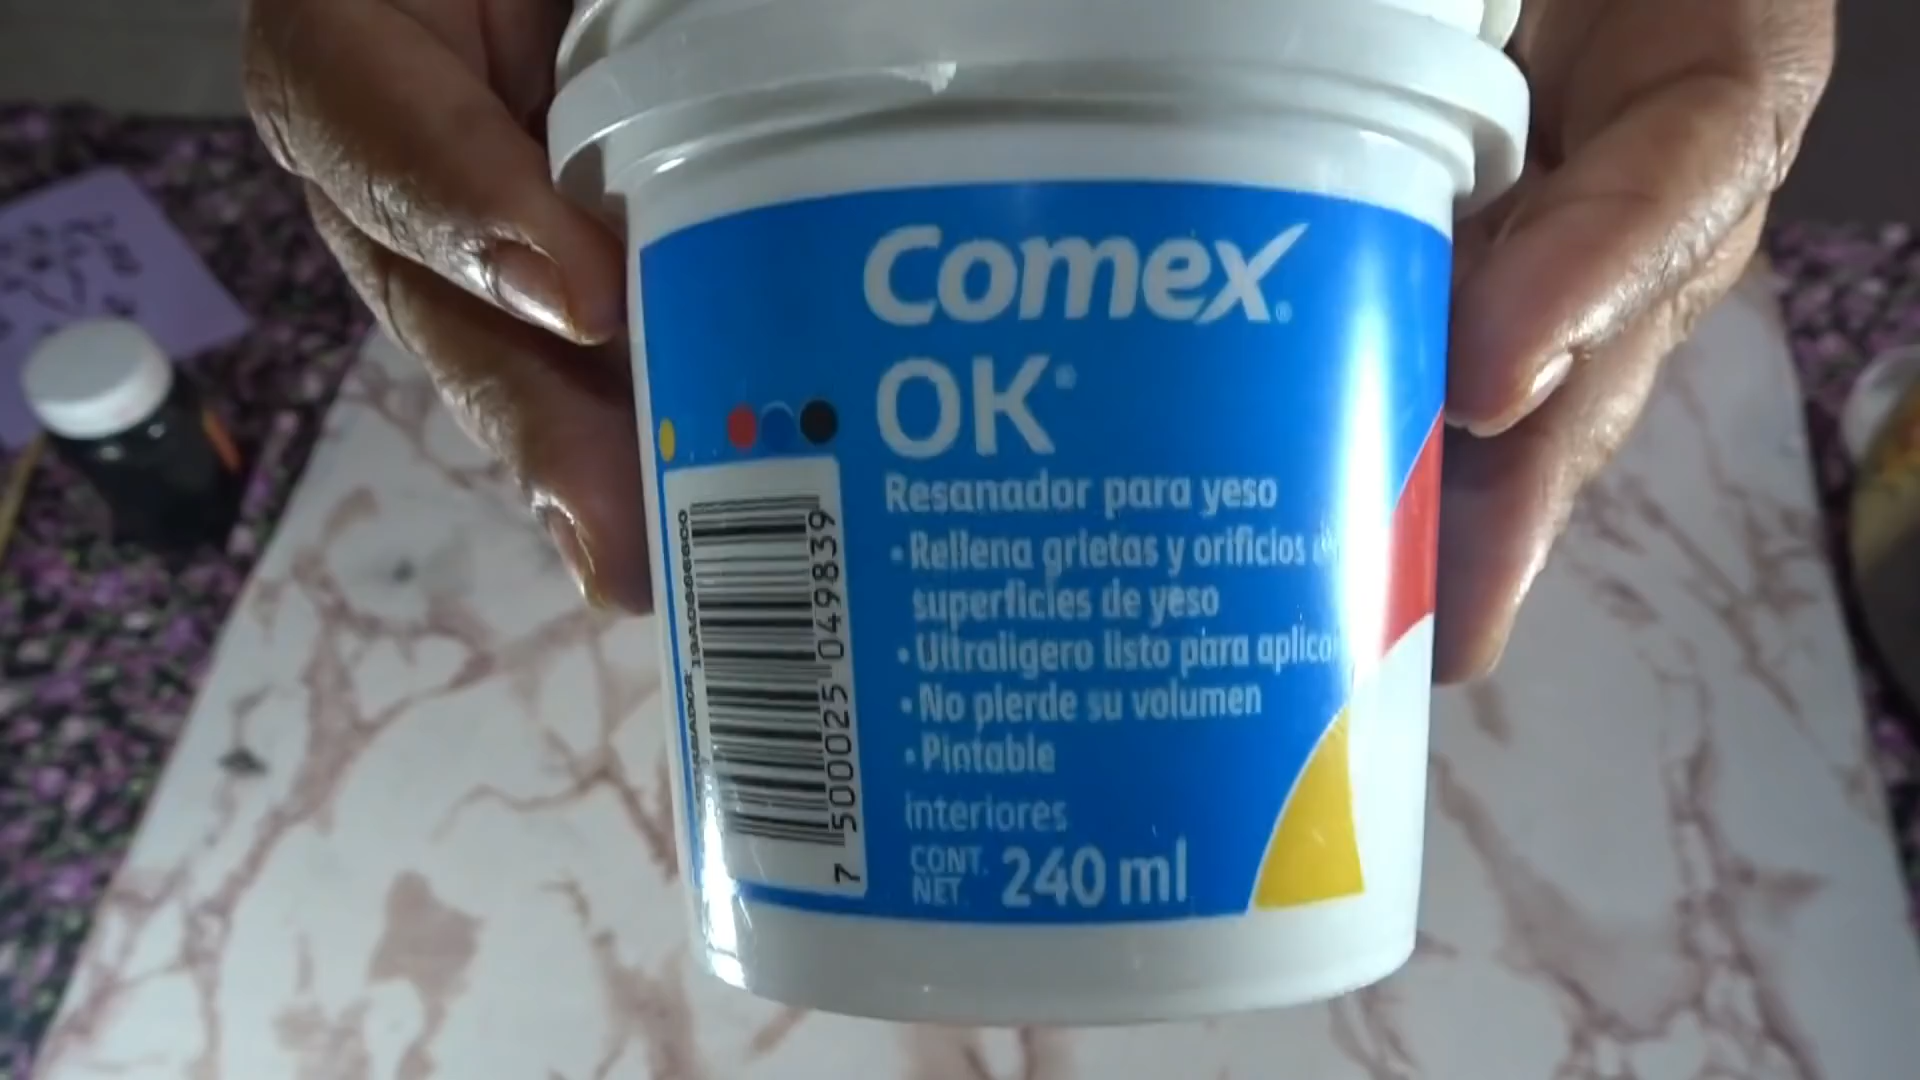 Comex®
OK®
Resanador para yeso
• Rellena grietas y orificios
superficies de yeso
• Ultraligero listo para aplica
• No pierde su volumen
• Pintable
interiores
CONT.
NET. 240 ml
7 500025 049839